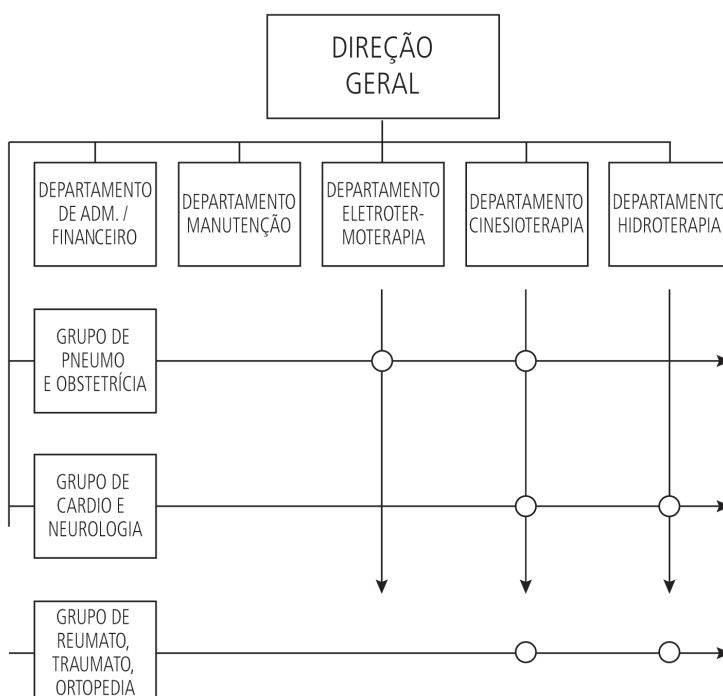 DIREÇÃO
GERAL
DEPARTAMENTO
DE ADM. /
FINANCEIRO
DEPARTAMENTO
MANUTENÇÃO
DEPARTAMENTO
ELETROTER-
MOTERAPIA
DEPARTAMENTO
CINESIOTERAPIA
DEPARTAMENTO
HIDROTERAPIA
GRUPO DE
PNEUMO
E OBSTETRÍCIA
GRUPO DE
CARDIO E
NEUROLOGIA
GRUPO DE
REUMATO,
TRAUMATO,
ORTOPEDIA